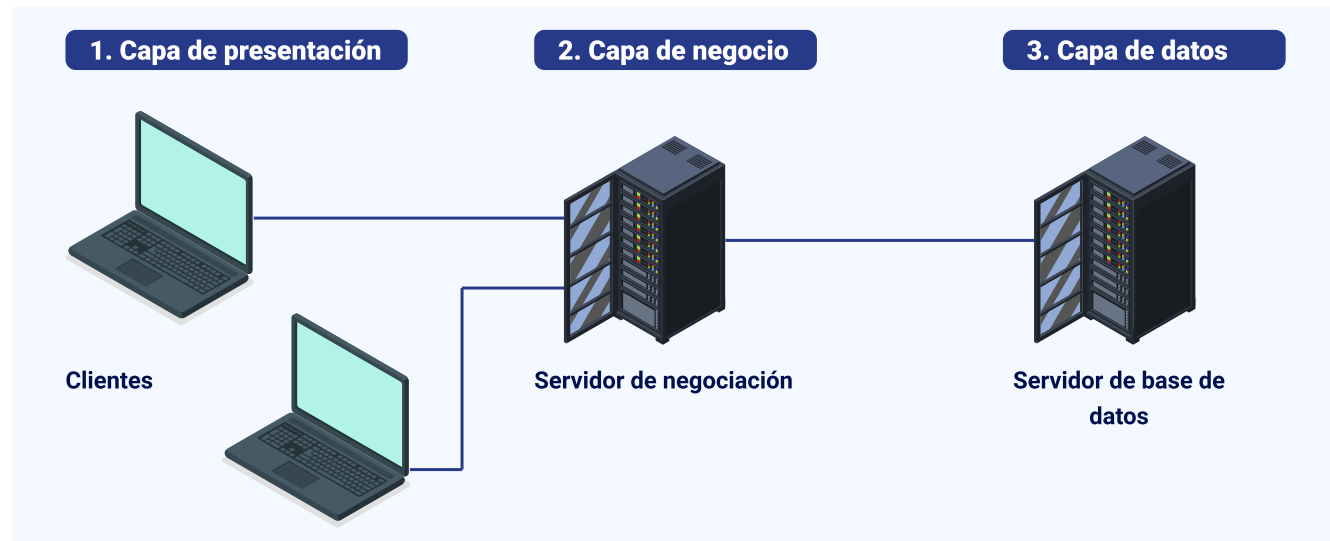 1. Capa de presentación
2. Capa de negocio
3. Capa de datos
Clientes
Servidor de negociación
Servidor de base de
datos